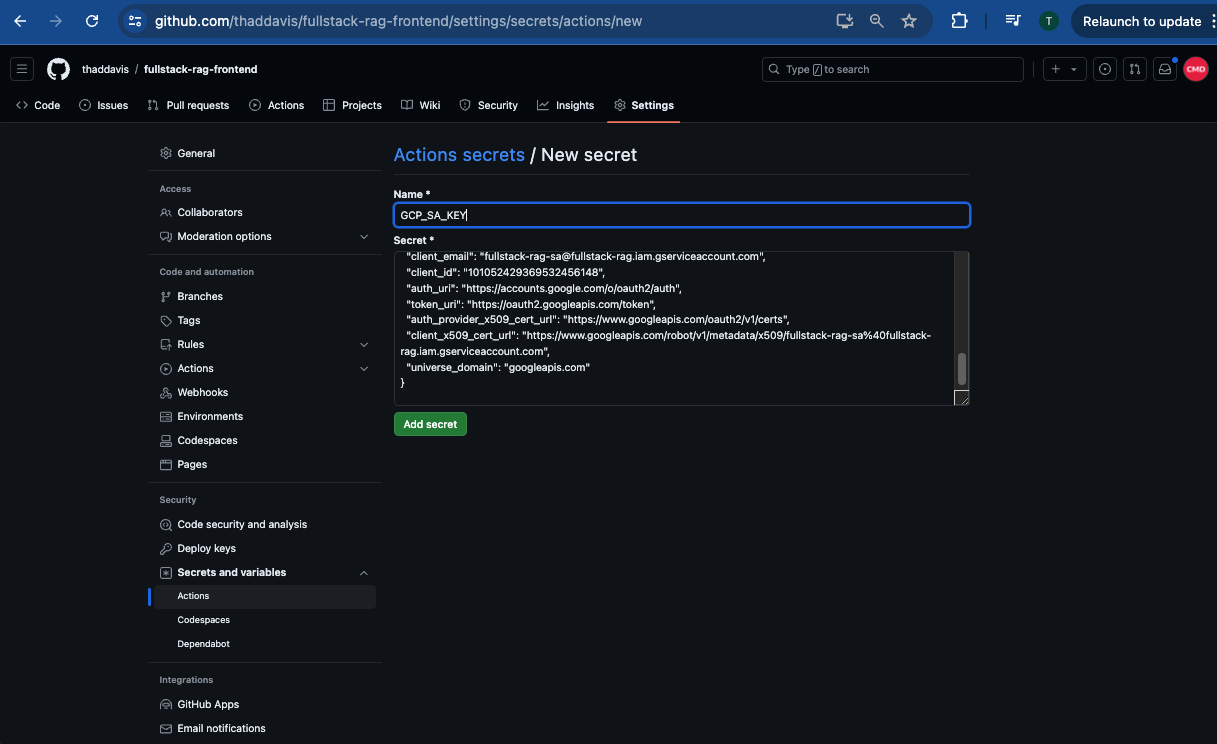 github.com/thaddavis/fullstack-rag-frontend/settings/secrets/actions/new
T
Relaunch to update
thaddavis / fullstack-rag-frontend
Type / to search
CMD
Code
Issues
Pull requests
Actions
Projects
Wiki
Security
Insights
Settings
General
Access
Collaborators
Moderation options
Code and automation
Branches
Tags
Rules
Actions
Webhooks
Environments
Codespaces
Pages
Security
Code security and analysis
Deploy keys
Secrets and variables
Actions
Codespaces
Dependabot
Integrations
GitHub Apps
Email notifications
Actions secrets / New secret
Name *
GCP_SA_KEY
Secret *
"client_email": "fullstack-rag-sa@fullstack-rag.iam.gserviceaccount.com",
"client_id": "101052429369532456148",
"auth_uri": "https://accounts.google.com/o/oauth2/auth",
"token_uri": "https://oauth2.googleapis.com/token",
"auth_provider_x509_cert_url": "https://www.googleapis.com/oauth2/v1/certs",
"client_x509_cert_url": "https://www.googleapis.com/robot/v1/metadata/x509/fullstack-rag-sa%40fullstack-
rag.iam.gserviceaccount.com",
"universe_domain": "googleapis.com"
}
Add secret